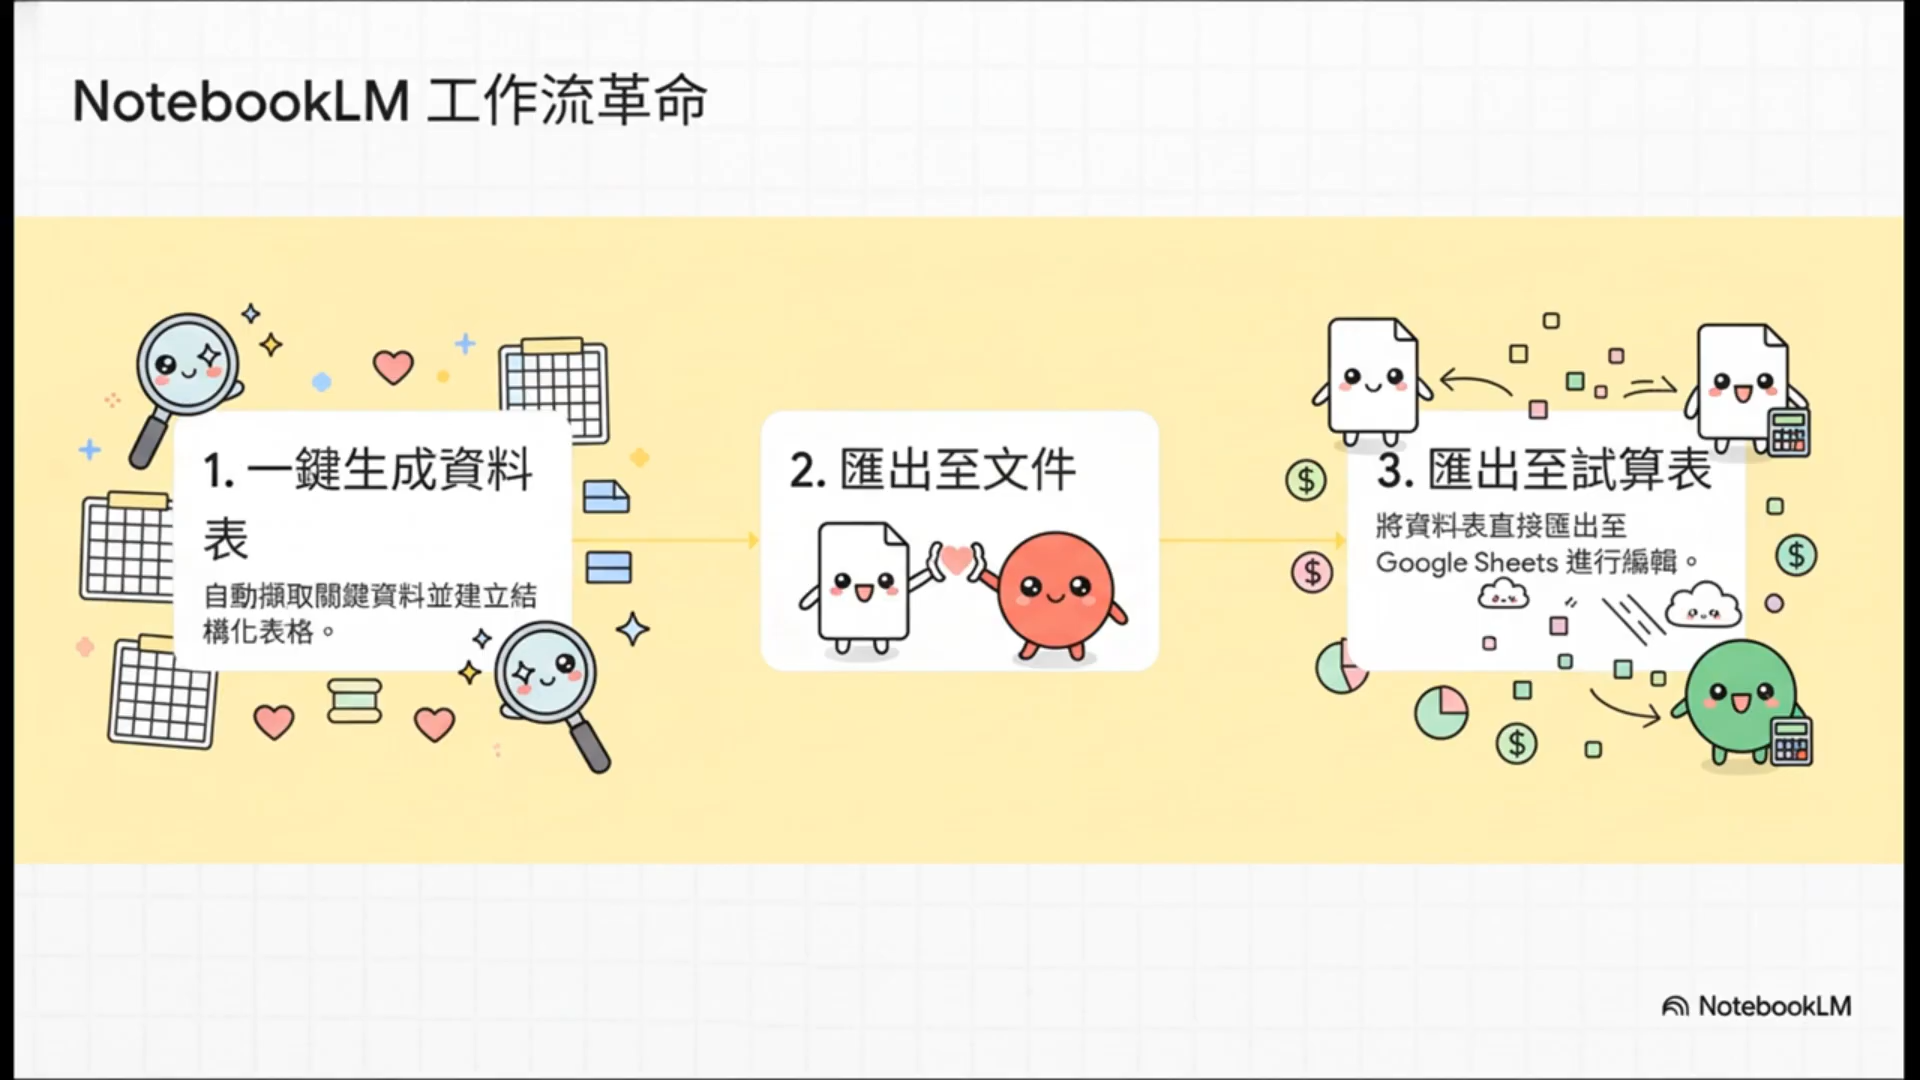 NotebookLM 工作流革命
1. 一鍵生成資料
表
自動擷取關鍵資料並建立結
構化表格。
2. 匯出至文件
3. 匯出至試算表
將資料表直接匯出至
Google Sheets 進行編輯。
$
$
$
$
NotebookLM